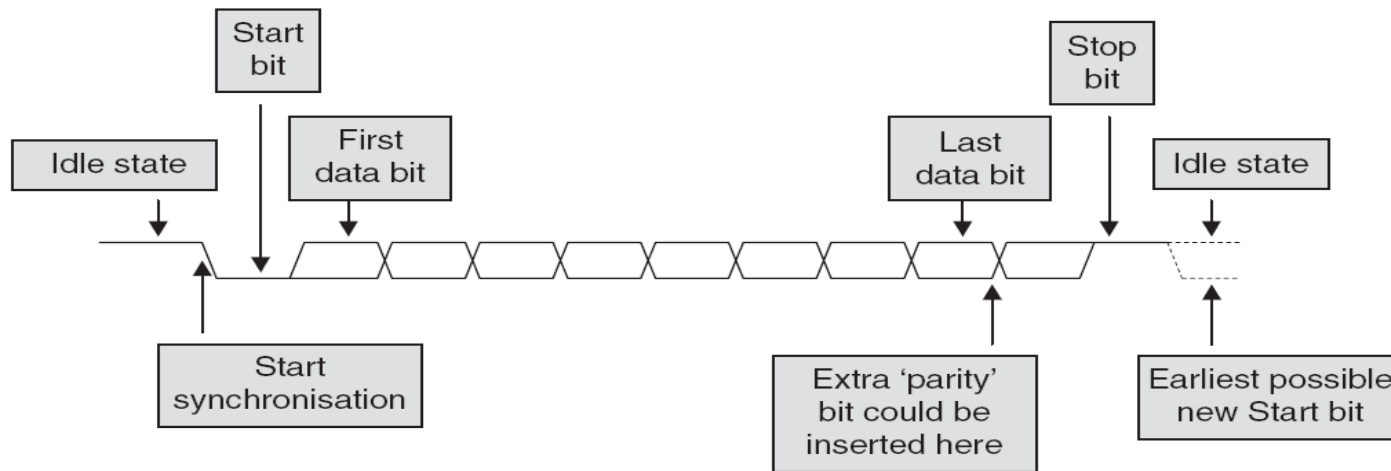 Start
bit
Stop
bit
Idle state
First
data bit
Last
data bit
Idle state
Start
synchronisation
Extra ‘parity’
bit could be
inserted here
Earliest possible
new Start bit